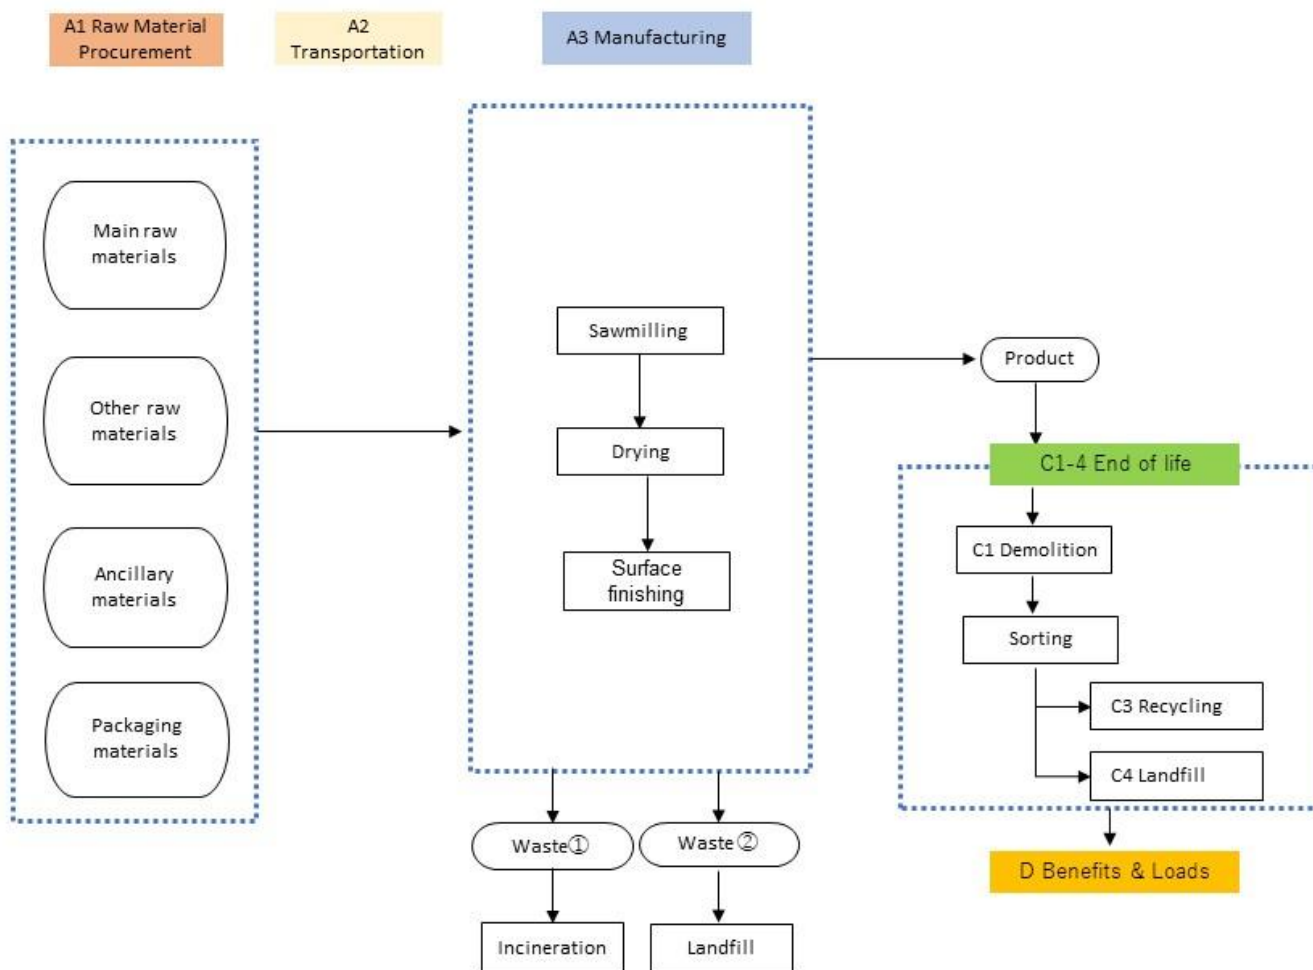 A1 Raw Material
Procurement
A2
Transportation
A3 Manufacturing
Main raw
materials
Other raw
materials
Ancillary
materials
Packaging
materials
Sawmilling
Drying
Surface
finishing
Waste①
Waste②
Incineration
Landfill
Product
C1-4 End of life
C1 Demolition
Sorting
C3 Recycling
C4 Landfill
D Benefits & Loads